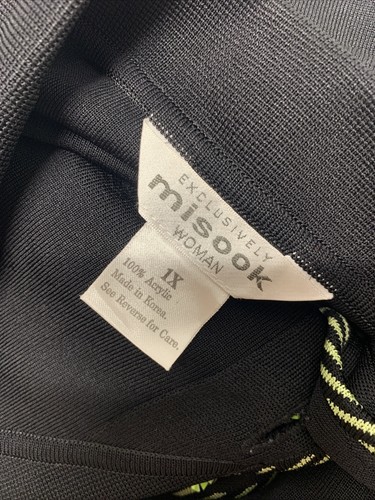 EXCLUSIVELY
misook
WOMAN
1X
100% Acrylic
Made in Korea.
See Reverse for Care.